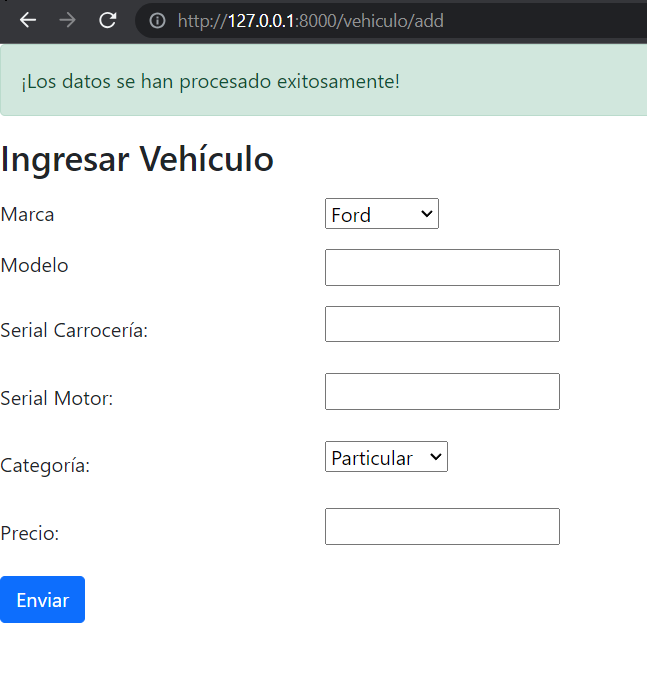 http://127.0.0.1:8000/vehiculo/add
¡Los datos se han procesado exitosamente!
Ingresar Vehículo
Marca Ford
Modelo
Serial Carrocería:
Serial Motor:
Categoría: Particular
Precio:
Enviar